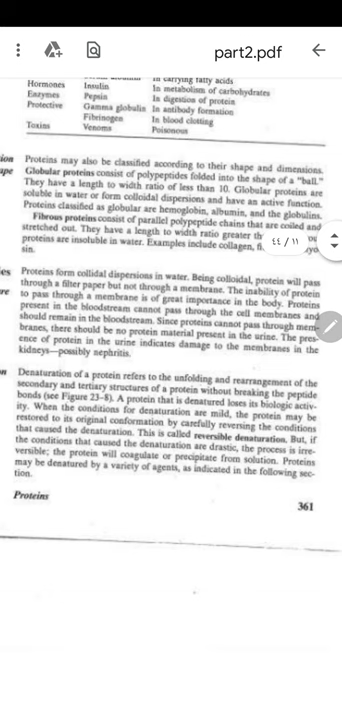 part2.pdf
in carrying fatty acids
Hormones Insulin In metabolism of carbohydrates
Enzymes Pepsin In digestion of protein
Protective Gamma globulin In antibody formation
Fibrinogen In blood clotting
Toxins Venoms Poisonous
Proteins may also be classified according to their shape and dimensions.
Globular proteins consist of polypeptides folded into the shape of a "ball."
They have a length to width ratio of less than 10. Globular proteins are
soluble in water or form colloidal dispersions and have an active function.
Proteins classified as globular are hemoglobin, albumin, and the globulins.
Fibrous proteins consist of parallel polypeptide chains that are coiled and
stretched out. They have a length to width ratio greater th
proteins are insoluble in water. Examples include collagen, fi
sin.
٤٤ / ١١
Proteins form collidal dispersions in water. Being colloidal, protein will pass
through a filter paper but not through a membrane. The inability of protein
to pass through a membrane is of great importance in the body. Proteins
present in the bloodstream cannot pass through the cell membranes and
should remain in the bloodstream. Since proteins cannot pass through mem-
branes, there should be no protein material present in the urine. The pres-
ence of protein in the urine indicates damage to the membranes in the
kidneys—possibly nephritis.
Denaturation of a protein refers to the unfolding and rearrangement of the
secondary and tertiary structures of a protein without breaking the peptide
bonds (see Figure 23-8). A protein that is denatured loses its biologic activ-
ity. When the conditions for denaturation are mild, the protein may be
restored to its original conformation by carefully reversing the conditions
that caused the denaturation. This is called reversible denaturation. But, if
the conditions that caused the denaturation are drastic, the process is irre-
versible; the protein will coagulate or precipitate from solution. Proteins
may be denatured by a variety of agents, as indicated in the following sec-
tion.
Proteins
361